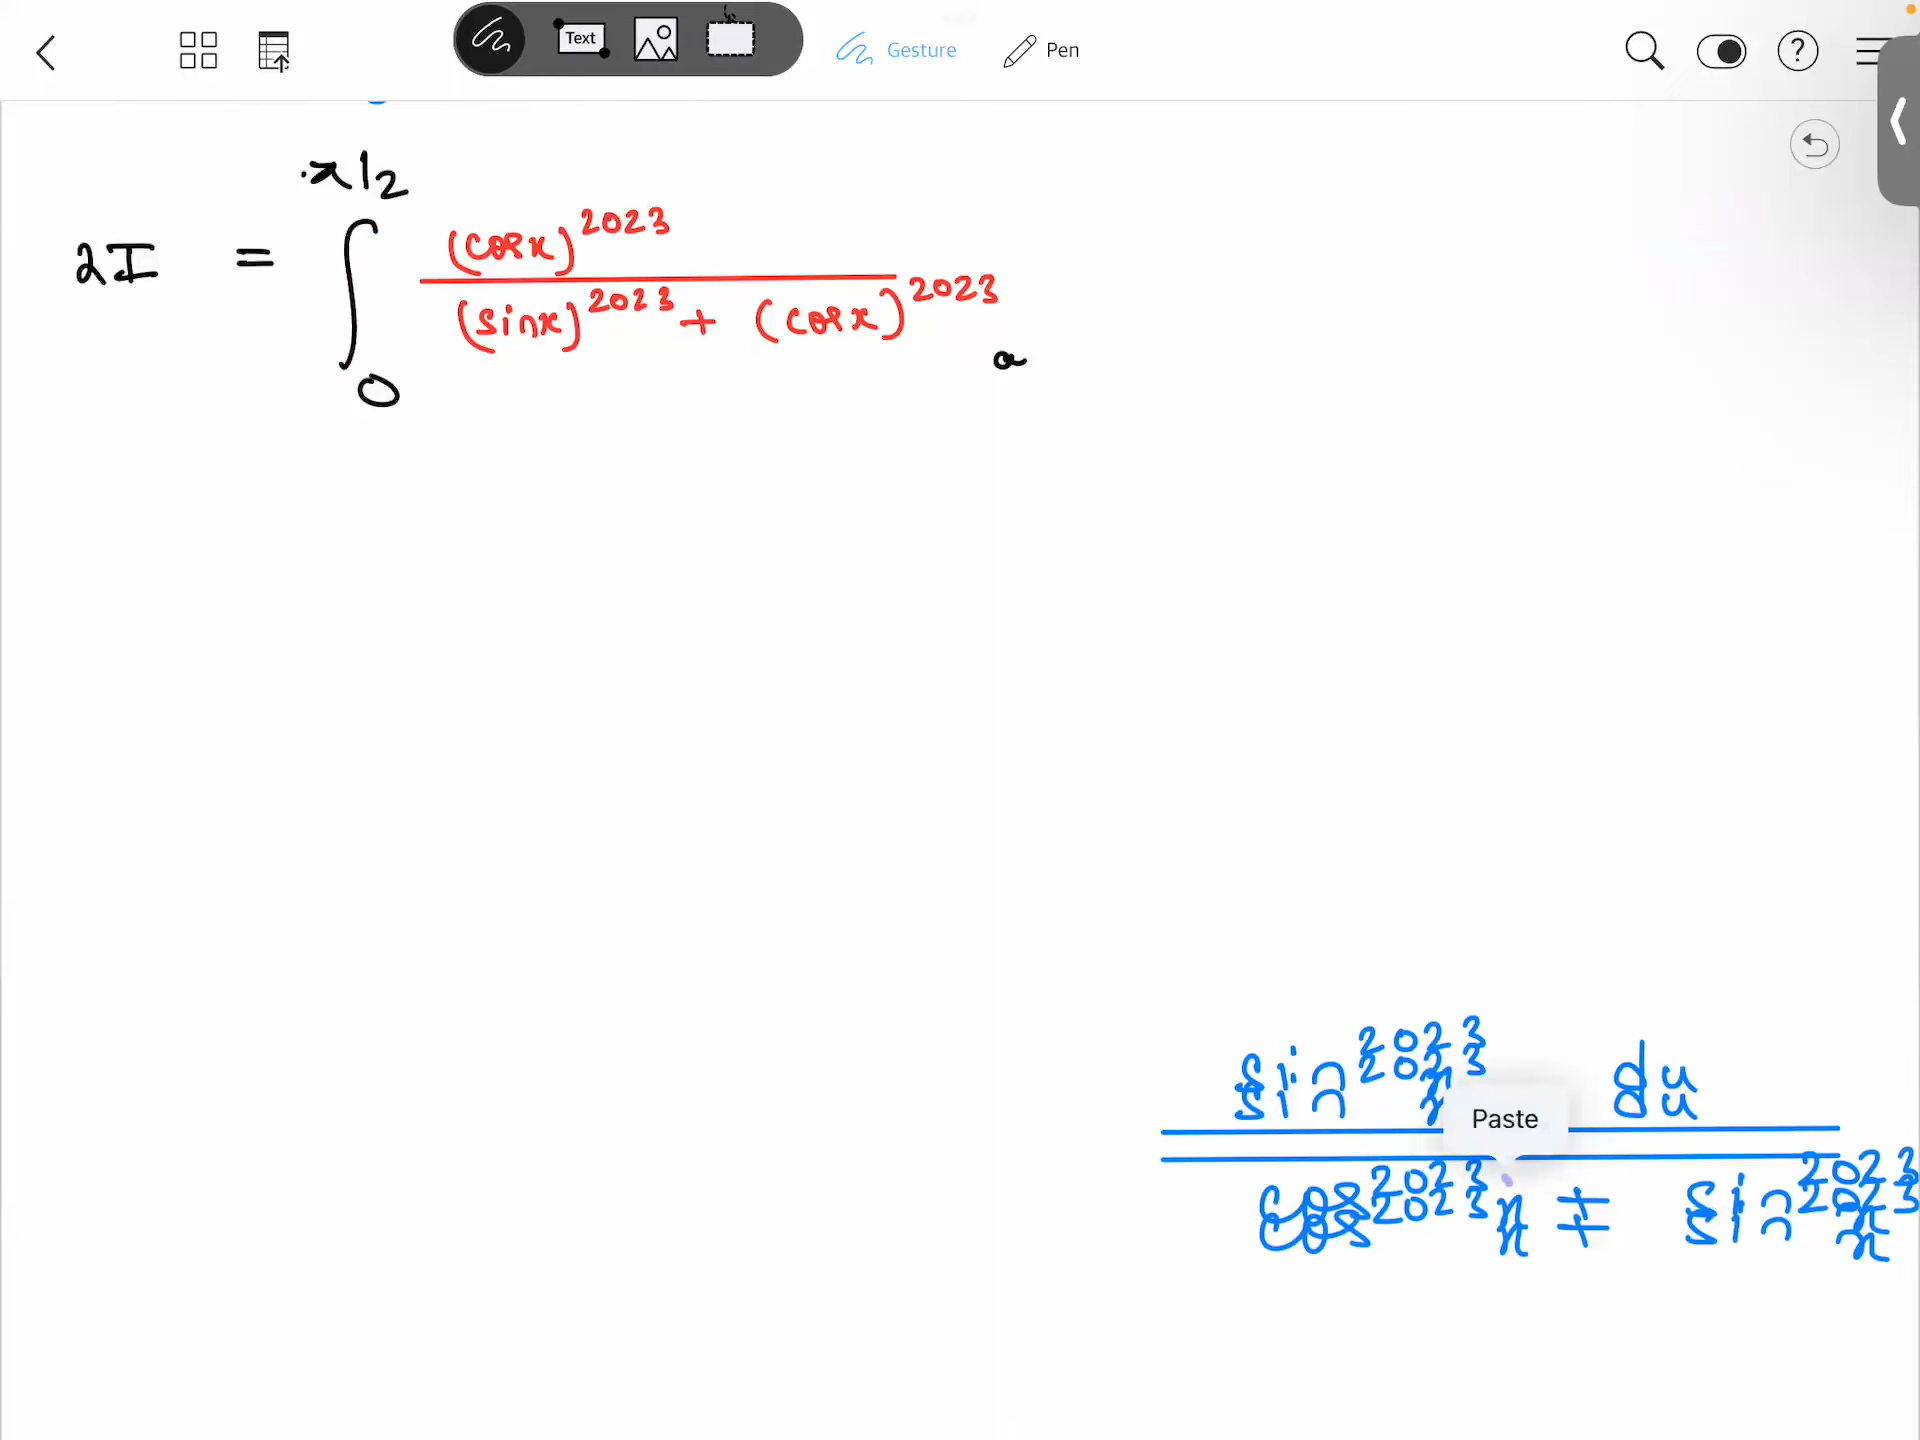 Text Gesture Pen
π/2
2I = ∫ (cosx)^2023
(sinx)^2023 + (cosx)^2023
0
sin^2023 x du
Paste
cos^2023 x + sin^2023 x